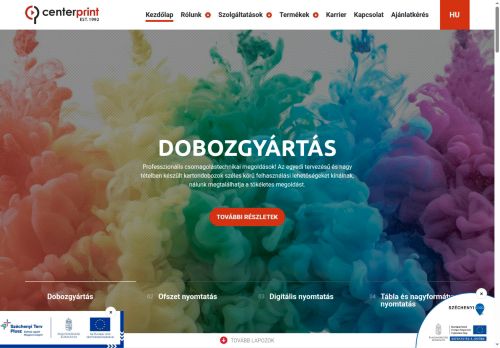 centerprint
EST. 1992
Kezdőlap
Rólunk
Szolgáltatások
Termékek
Karrier
Kapcsolat
Ajánlatkérés
HU
DOBOZGYÁRTÁS
Professzionális csomagolástechnikai megoldások! Az egyedi tervezésű és nagy
tételben készült kartondobozok széles körű felhasználási lehetőségeket kínálnak,
nálunk megtalálhatja a tökéletes megoldást.
TOVÁBBI RÉSZLETEK
Dobozgyártás
02 Ofszet nyomtatás
03 Digitális nyomtatás
04 Tábla és nagyformátu
nyomtatás
Széchenyi Terv
Plusz
SZÉCHENYI
TOVÁBB LAPOZOK